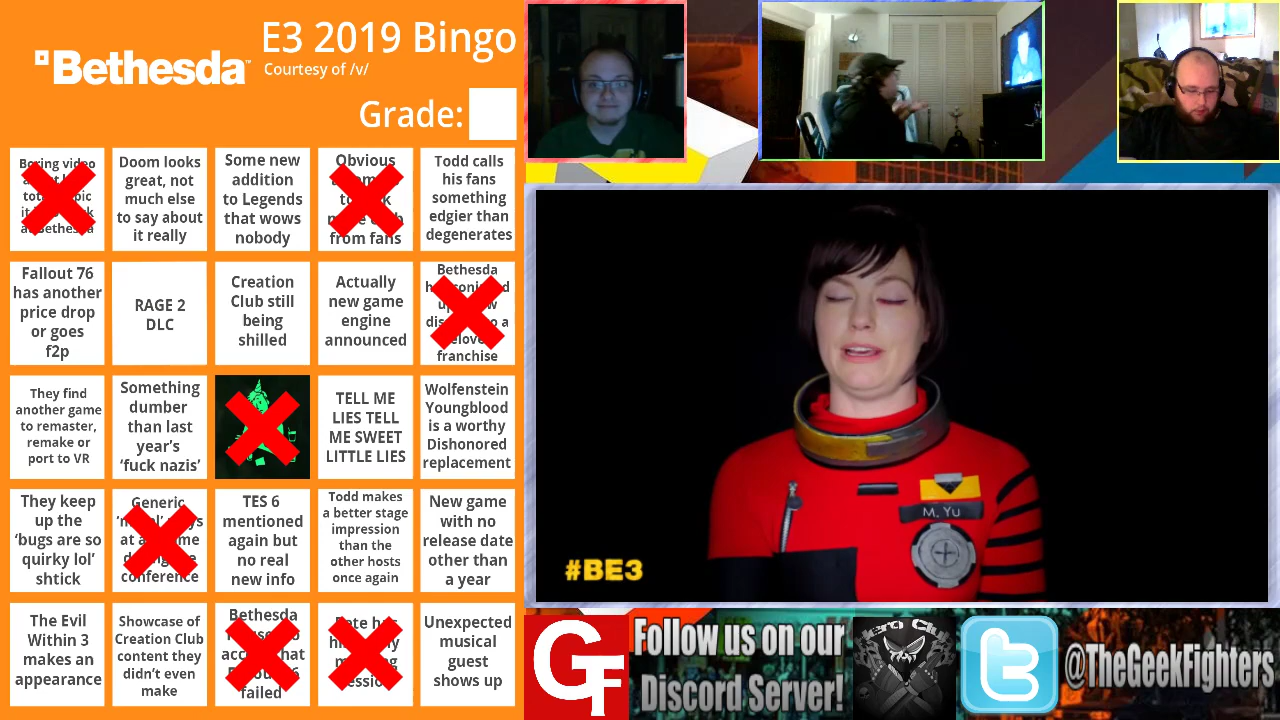 Bethesda
E3 2019 Bingo
Courtesy of /v/
Grade:
Boring video
Doom looks
great, not
much else
to say about
it really
Some new
addition
to Legends
that wows
nobody
Obvious
from fans
Todd calls
his fans
something
edgier than
degenerates
Fallout 76
has another
price drop
or goes
f2p
RAGE 2
DLC
Creation
Club still
being
shilled
Actually
new game
engine
announced
Bethesda
a
franchise
They find
another game
to remaster,
remake or
port to VR
Something
dumber
than last
year's
'fuck nazis'
TELL ME
LIES TELL
ME SWEET
LITTLE LIES
Wolfenstein
Youngblood
is a worthy
Dishonored
replacement
They keep
up the
'bugs are so
quirky lol'
shtick
Generic
at
conference
TES 6
mentioned
again but
no real
new info
Todd makes
a better stage
impression
than the
other hosts
once again
New game
with no
release date
other than
a year
The Evil
Within 3
makes an
appearance
Showcase of
Creation Club
content they
didn't even
make
Bethesda
failed
Unexpected
musical
guest
shows up
M. Yu
#BE3
GF
Follow us on our
Discord Server!
Hero Club
@TheGeekFighters